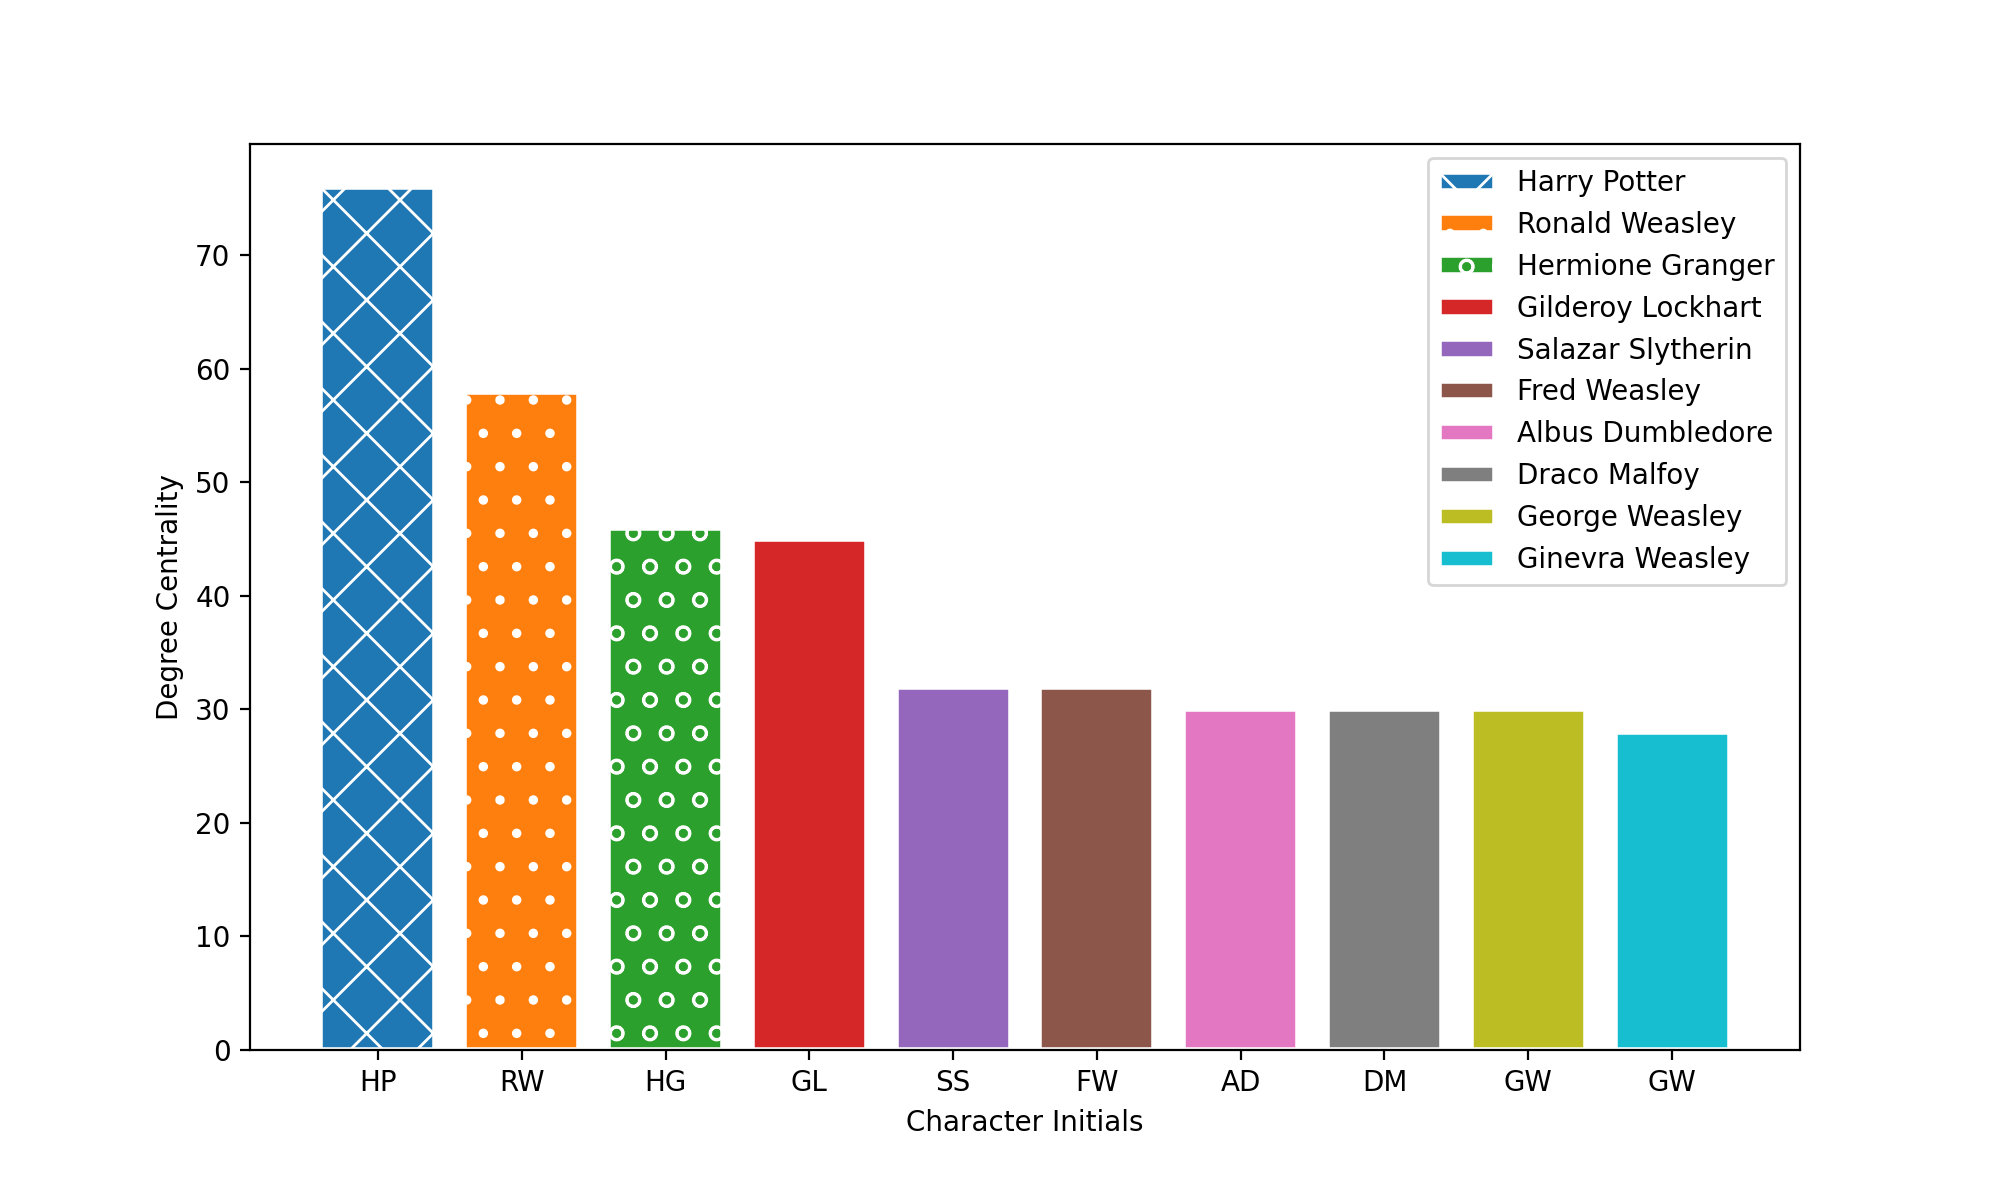 Harry Potter
Ronald Weasley
Hermione Granger
Gilderoy Lockhart
Salazar Slytherin
Fred Weasley
Albus Dumbledore
Draco Malfoy
George Weasley
Ginevra Weasley
Degree Centrality
70
60
50
40
30
20
10
0
HP RW HG GL SS FW AD DM GW GW
Character Initials